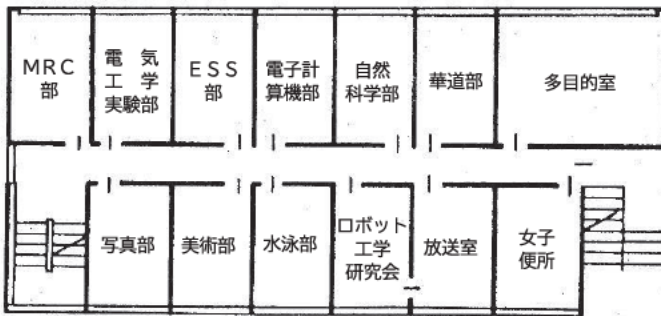 MRC
部
電気
工学
実験部
ESS
部
電子計
算機部
自然
科学部
華道部
多目的室
写真部
美術部
水泳部
ロボット
工学
研究会
放送室
女子
便所